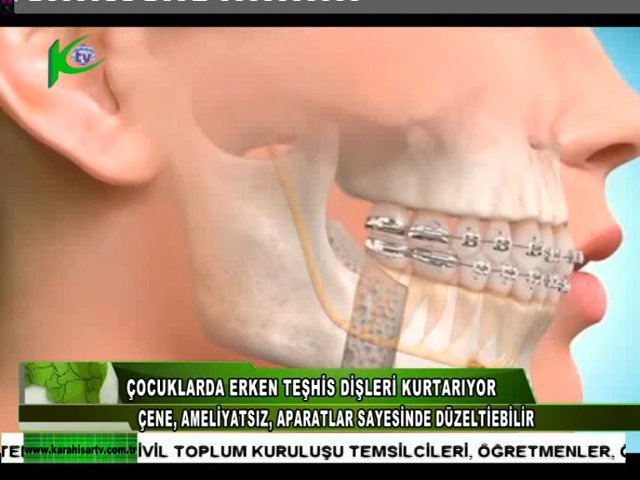 K TV
ÇOCUKLARDA ERKEN TEŞHİS DİŞLERİ KURTARIYOR
ÇENE, AMELİYATSIZ, APARATLAR SAYESİNDE DÜZELTİEBİLİR
www.karahisartv.com.tr
İVİL TOPLUM KURULUŞU TEMSİLCİLERİ, ÖĞRETMENLER,